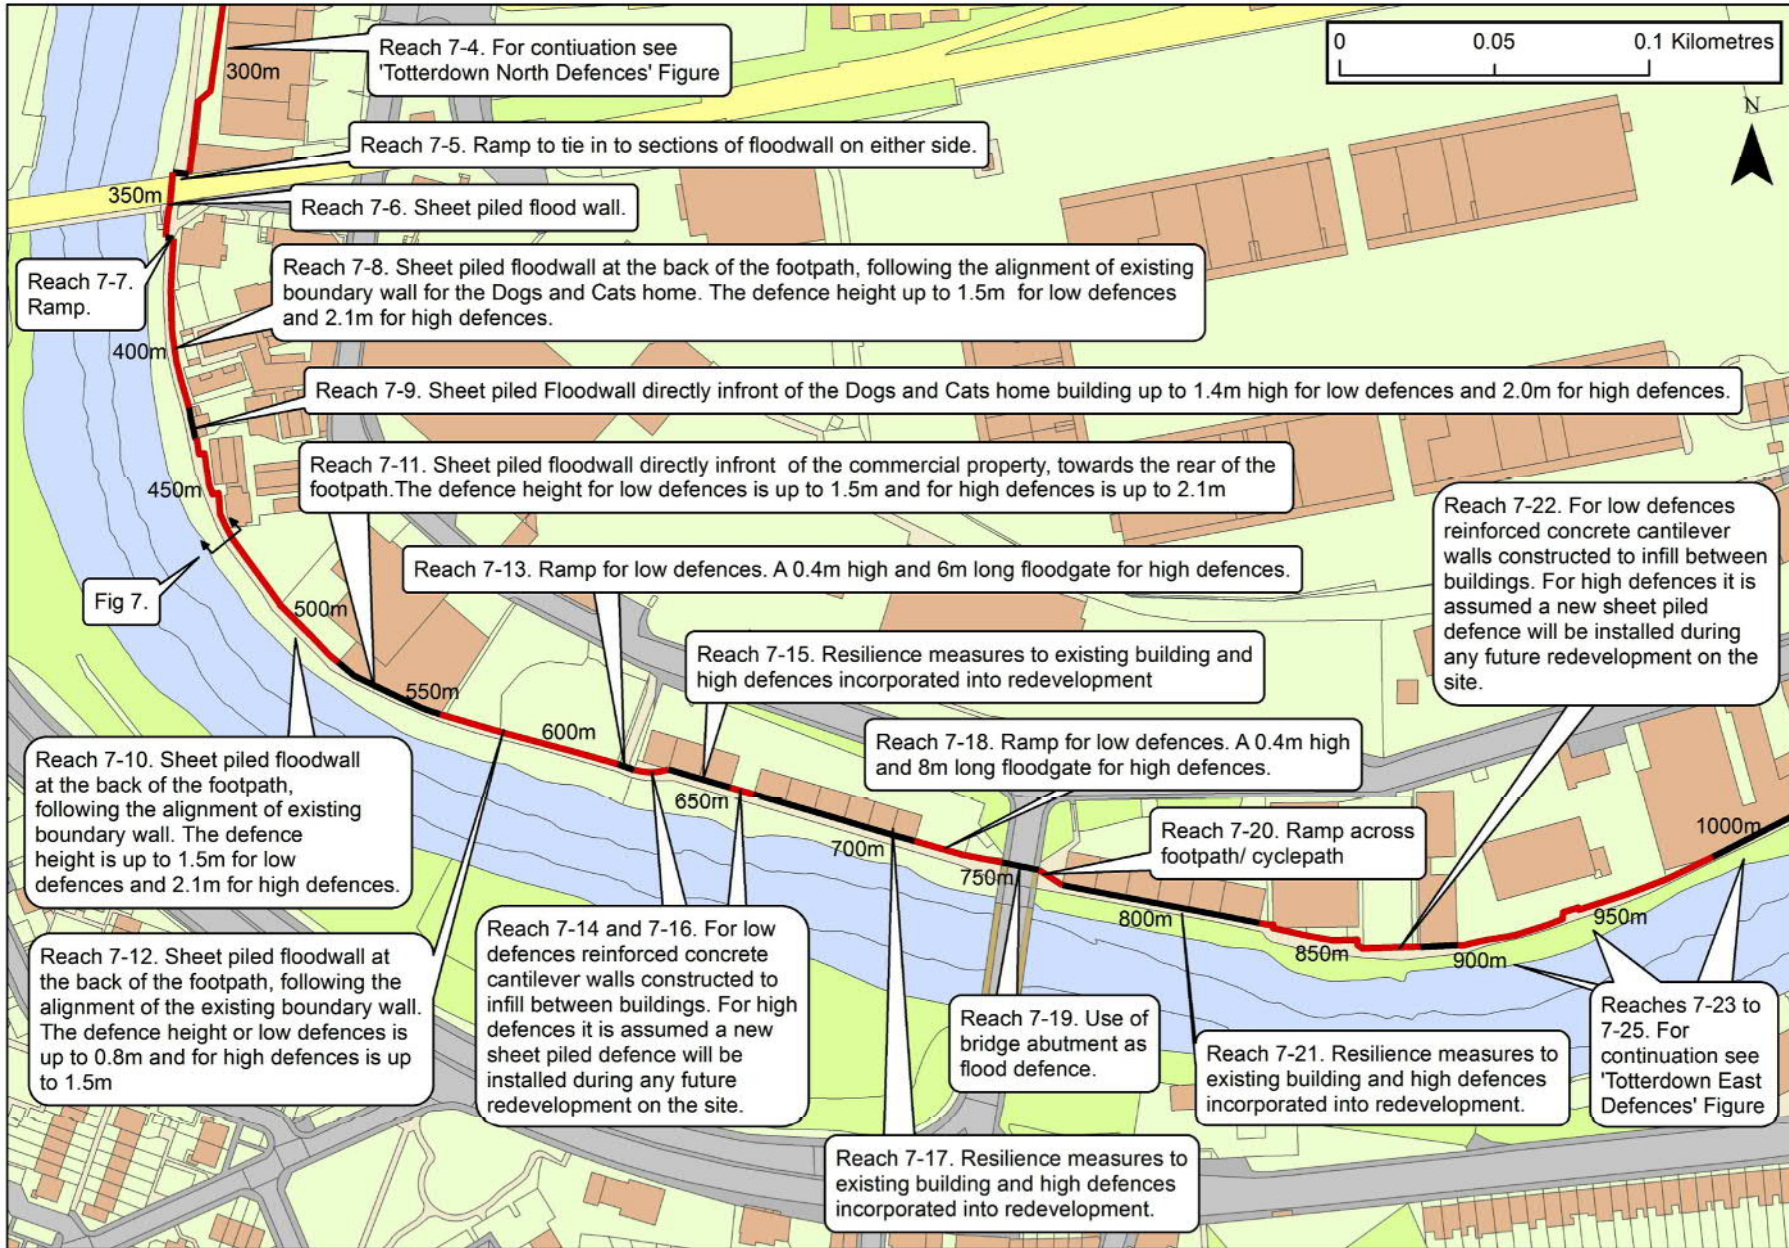 0 0.05 0.1 Kilometres
N
Reach 7-4. For contiuation see
'Totterdown North Defences' Figure
300m
Reach 7-5. Ramp to tie in to sections of floodwall on either side.
350m
Reach 7-6. Sheet piled flood wall.
Reach 7-7.
Ramp.
Reach 7-8. Sheet piled floodwall at the back of the footpath, following the alignment of existing
boundary wall for the Dogs and Cats home. The defence height up to 1.5m for low defences
and 2.1m for high defences.
400m
Reach 7-9. Sheet piled Floodwall directly infront of the Dogs and Cats home building up to 1.4m high for low defences and 2.0m for high defences.
450m
Reach 7-11. Sheet piled floodwall directly infront of the commercial property, towards the rear of the
footpath.The defence height for low defences is up to 1.5m and for high defences is up to 2.1m
Fig 7.
500m
Reach 7-13. Ramp for low defences. A 0.4m high and 6m long floodgate for high defences.
Reach 7-22. For low defences
reinforced concrete cantilever
walls constructed to infill between
buildings. For high defences it is
assumed a new sheet piled
defence will be installed during
any future redevelopment on the
site.
550m
600m
Reach 7-15. Resilience measures to existing building and
high defences incorporated into redevelopment
Reach 7-10. Sheet piled floodwall
at the back of the footpath,
following the alignment of existing
boundary wall. The defence
height is up to 1.5m for low
defences and 2.1m for high defences.
650m
700m
Reach 7-18. Ramp for low defences. A 0.4m high
and 8m long floodgate for high defences.
750m
Reach 7-20. Ramp across
footpath/ cyclepath
800m
850m
900m
950m
1000m
Reach 7-12. Sheet piled floodwall at
the back of the footpath, following the
alignment of the existing boundary wall.
The defence height or low defences is
up to 0.8m and for high defences is up
to 1.5m
Reach 7-14 and 7-16. For low
defences reinforced concrete
cantilever walls constructed to
infill between buildings. For high
defences it is assumed a new
sheet piled defence will be
installed during any future
redevelopment on the site.
Reach 7-19. Use of
bridge abutment as
flood defence.
Reach 7-21. Resilience measures to
existing building and high defences
incorporated into redevelopment.
Reaches 7-23 to
7-25. For
continuation see
'Totterdown East
Defences' Figure
Reach 7-17. Resilience measures to
existing building and high defences
incorporated into redevelopment.